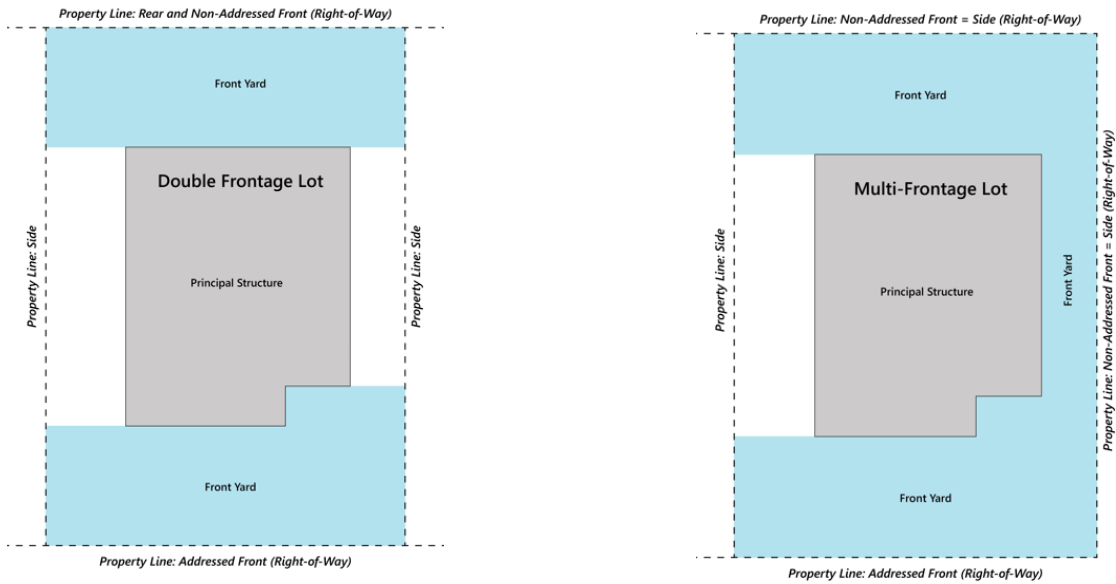 Property Line: Rear and Non-Addressed Front (Right-of-Way)
Front Yard
Double Frontage Lot
Property Line: Side
Principal Structure
Property Line: Side
Front Yard
Property Line: Addressed Front (Right-of-Way)
Property Line: Non-Addressed Front = Side (Right-of-Way)
Front Yard
Multi-Frontage Lot
Property Line: Side
Principal Structure
Front Yard
Property Line: Non-Addressed Front = Side (Right-of-Way)
Front Yard
Property Line: Addressed Front (Right-of-Way)